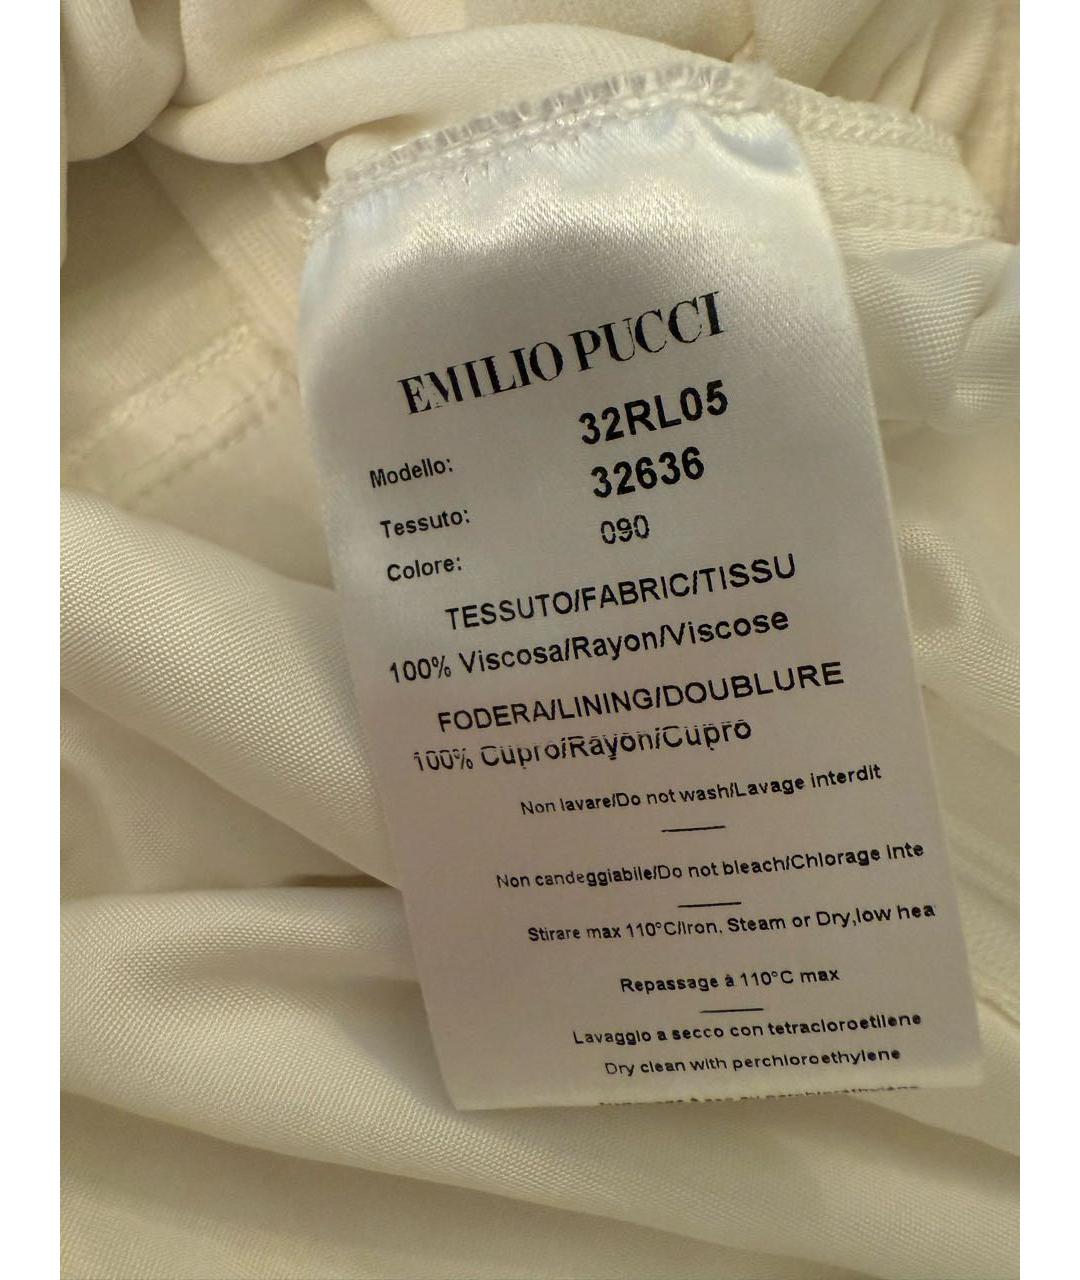 EMILIO PUCCI
Modello: 32RL05
Tessuto: 32636
Colore: 090
TESSUTO/FABRIC/TISSU
100% Viscosa/Rayon/Viscose
FODERA/LINING/DOUBLURE
100% Cupro/Rayon/Cupro
Non lavare/Do not wash/Lavage interdit
Non candeggiabile/Do not bleach/Chlorage inte
Stirare max 110°C/Iron, Steam or Dry,low hea
Repassage à 110°C max
Lavaggio a secco con tetracloroetilene
Dry clean with perchloroethylene